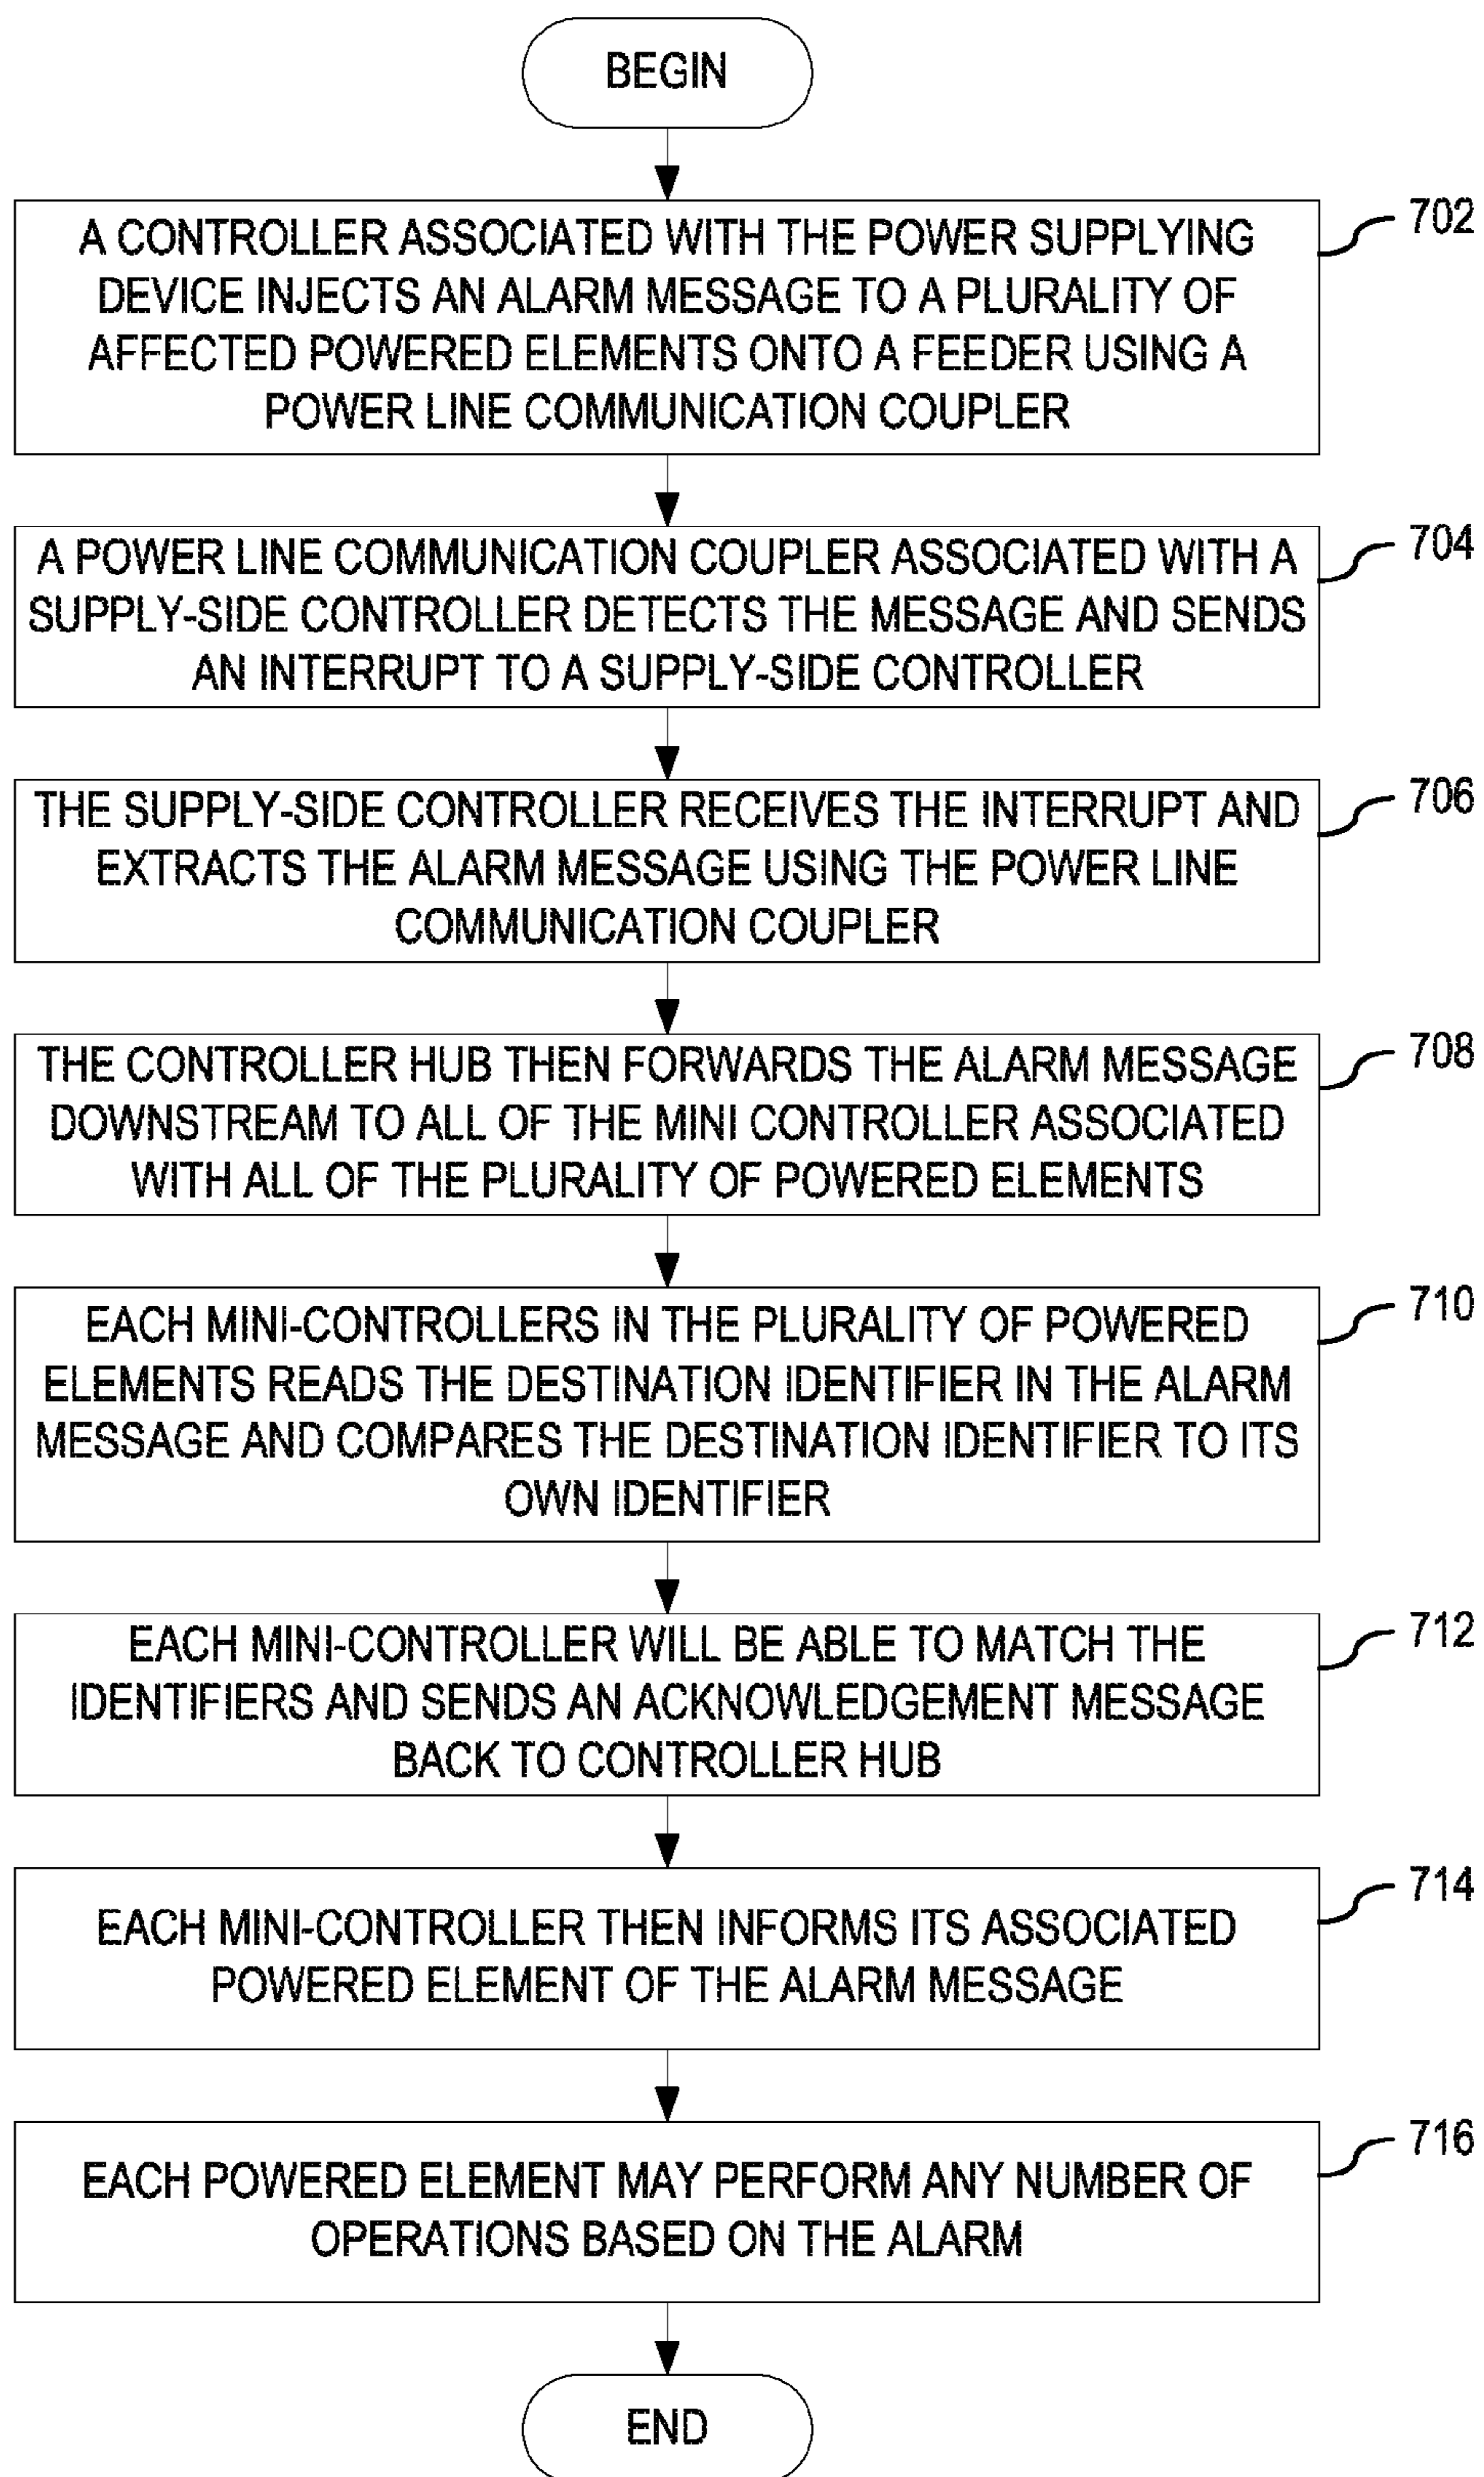 BEGIN
A CONTROLLER ASSOCIATED WITH THE POWER SUPPLYING
DEVICE INJECTS AN ALARM MESSAGE TO A PLURALITY OF
AFFECTED POWERED ELEMENTS ONTO A FEEDER USING A
POWER LINE COMMUNICATION COUPLER
702
A POWER LINE COMMUNICATION COUPLER ASSOCIATED WITH A
SUPPLY-SIDE CONTROLLER DETECTS THE MESSAGE AND SENDS
AN INTERRUPT TO A SUPPLY-SIDE CONTROLLER
704
THE SUPPLY-SIDE CONTROLLER RECEIVES THE INTERRUPT AND
EXTRACTS THE ALARM MESSAGE USING THE POWER LINE
COMMUNICATION COUPLER
706
THE CONTROLLER HUB THEN FORWARDS THE ALARM MESSAGE
DOWNSTREAM TO ALL OF THE MINI CONTROLLER ASSOCIATED
WITH ALL OF THE PLURALITY OF POWERED ELEMENTS
708
EACH MINI-CONTROLLERS IN THE PLURALITY OF POWERED
ELEMENTS READS THE DESTINATION IDENTIFIER IN THE ALARM
MESSAGE AND COMPARES THE DESTINATION IDENTIFIER TO ITS
OWN IDENTIFIER
710
EACH MINI-CONTROLLER WILL BE ABLE TO MATCH THE
IDENTIFIERS AND SENDS AN ACKNOWLEDGEMENT MESSAGE
BACK TO CONTROLLER HUB
712
EACH MINI-CONTROLLER THEN INFORMS ITS ASSOCIATED
POWERED ELEMENT OF THE ALARM MESSAGE
714
EACH POWERED ELEMENT MAY PERFORM ANY NUMBER OF
OPERATIONS BASED ON THE ALARM
716
END